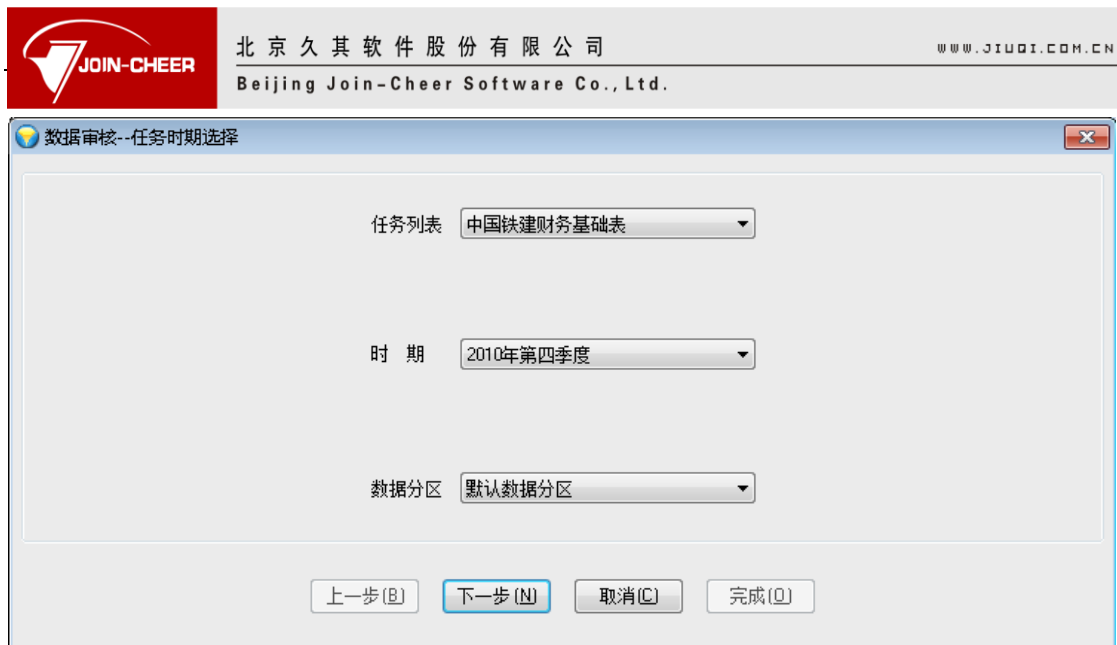 JOIN-CHEER
北京久其软件股份有限公司
WWW.JIUQI.COM.CN
Beijing Join-Cheer Software Co.,Ltd.
数据审核--任务时期选择
任务列表 中国铁建财务基础表
时 期 2010年第四季度
数据分区 默认数据分区
上一步(B) 下一步(N) 取消(C) 完成(O)